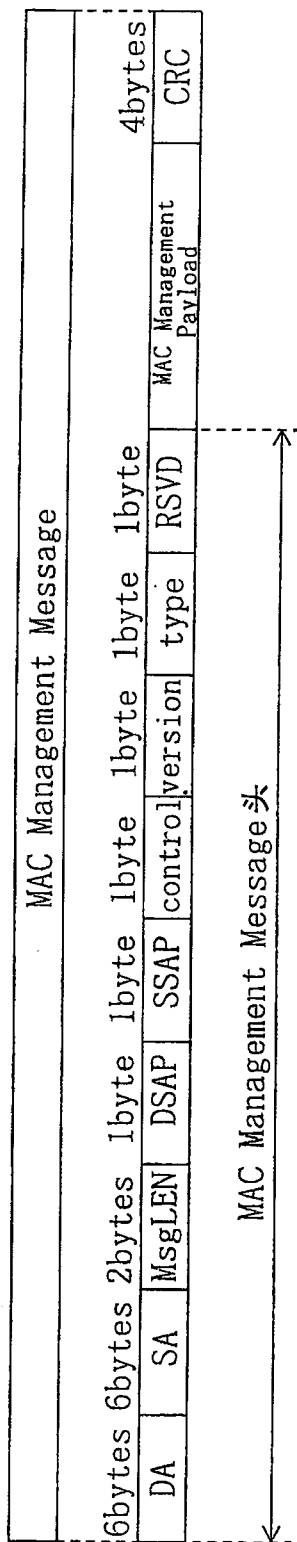 MAC Management Message
6bytes 6bytes 2bytes 1byte 1byte 1byte 1byte 1byte 1byte 4bytes
DA SA MsgLEN DSAP SSAP control version type RSVD MAC Management Payload CRC
MAC Management Message头